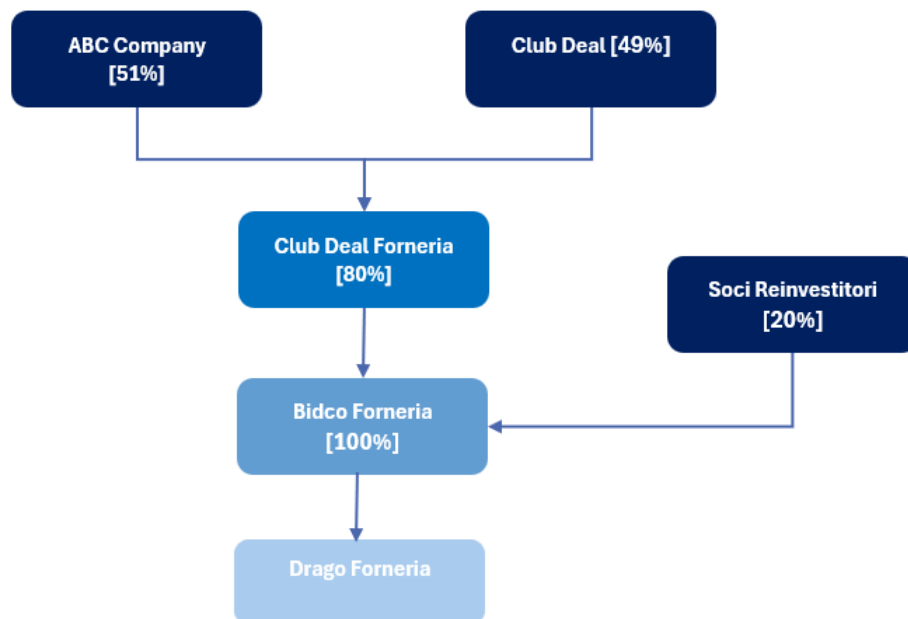 ABC Company
[51%]
Club Deal [49%]
Club Deal Forneria
[80%]
Soci Reinvestitori
[20%]
Bidco Forneria
[100%]
Drago Forneria